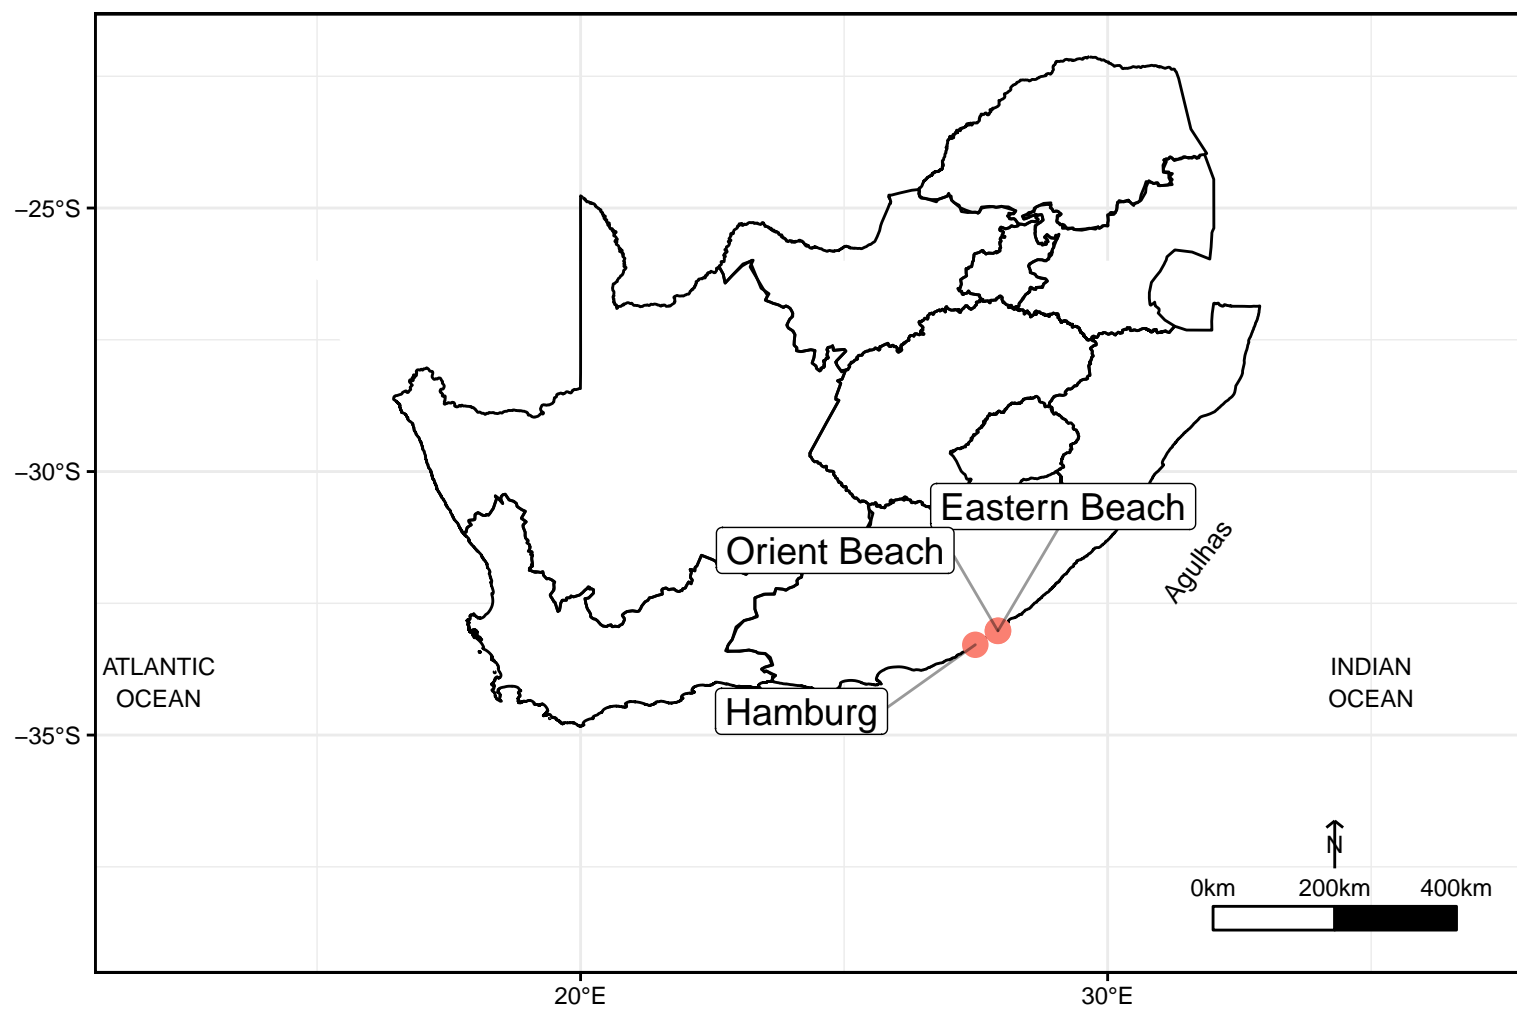 −25°S
−30°S
Eastern Beach
Orient Beach
Agulhas
ATLANTIC
OCEAN
INDIAN
OCEAN
Hamburg
−35°S
N
0km 200km 400km
20°E 30°E